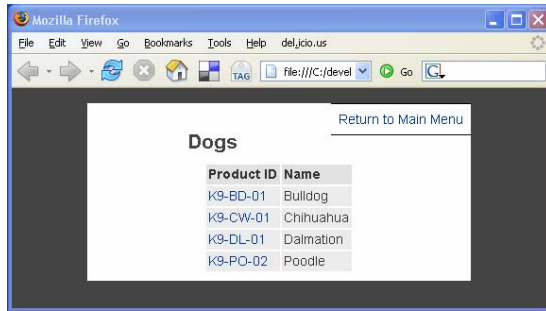 Mozilla Firefox
File Edit View Go Bookmarks Tools Help del.icio.us
TAG file:///C:/devel Go G
Return to Main Menu
Dogs
Product ID Name
K9-BD-01 Bulldog
K9-CW-01 Chihuahua
K9-DL-01 Dalmation
K9-PO-02 Poodle